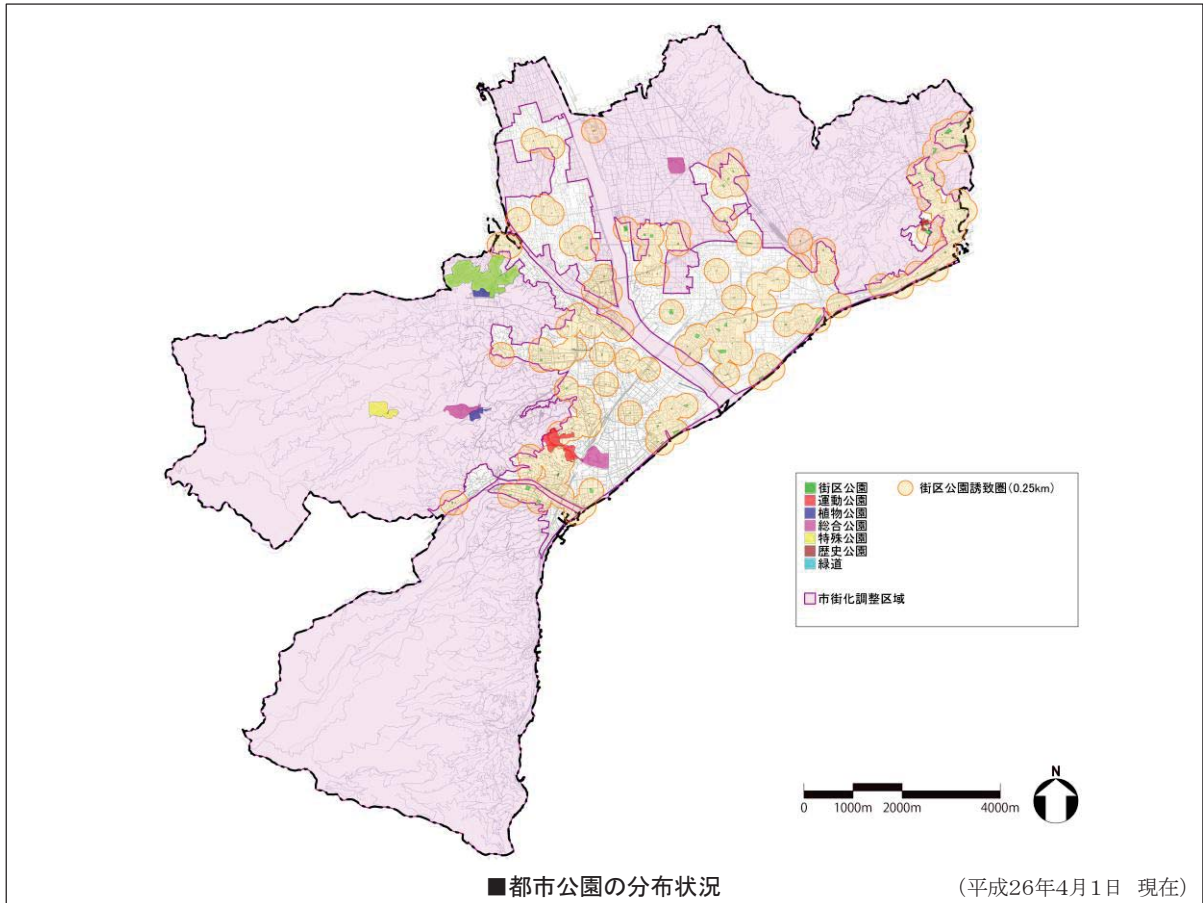 街区公園
運動公園
植物公園
総合公園
特殊公園
歴史公園
緑道
街区公園誘致圏(0.25km)
市街化調整区域
N
0 1000m 2000m 4000m
■都市公園の分布状況
(平成26年4月1日 現在)